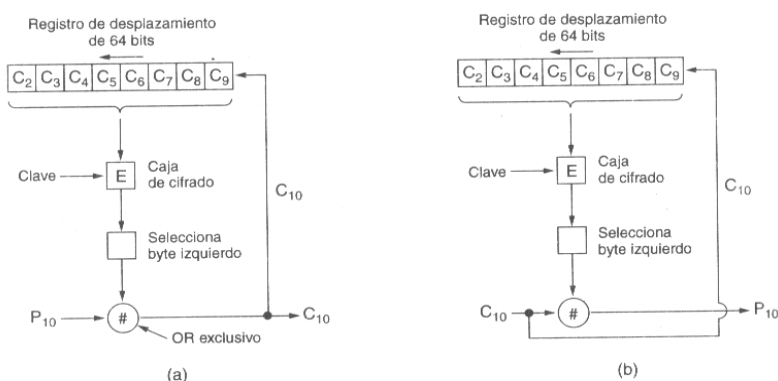 Registro de desplazamiento
de 64 bits
C2 C3 C4 C5 C6 C7 C8 C9
Clave
E
Caja
de cifrado
C10
Selecciona
byte izquierdo
P10
#
C10
OR exclusivo
(a)
Registro de desplazamiento
de 64 bits
C2 C3 C4 C5 C6 C7 C8 C9
Clave
E
Caja
de cifrado
C10
Selecciona
byte izquierdo
C10
#
P10
(b)